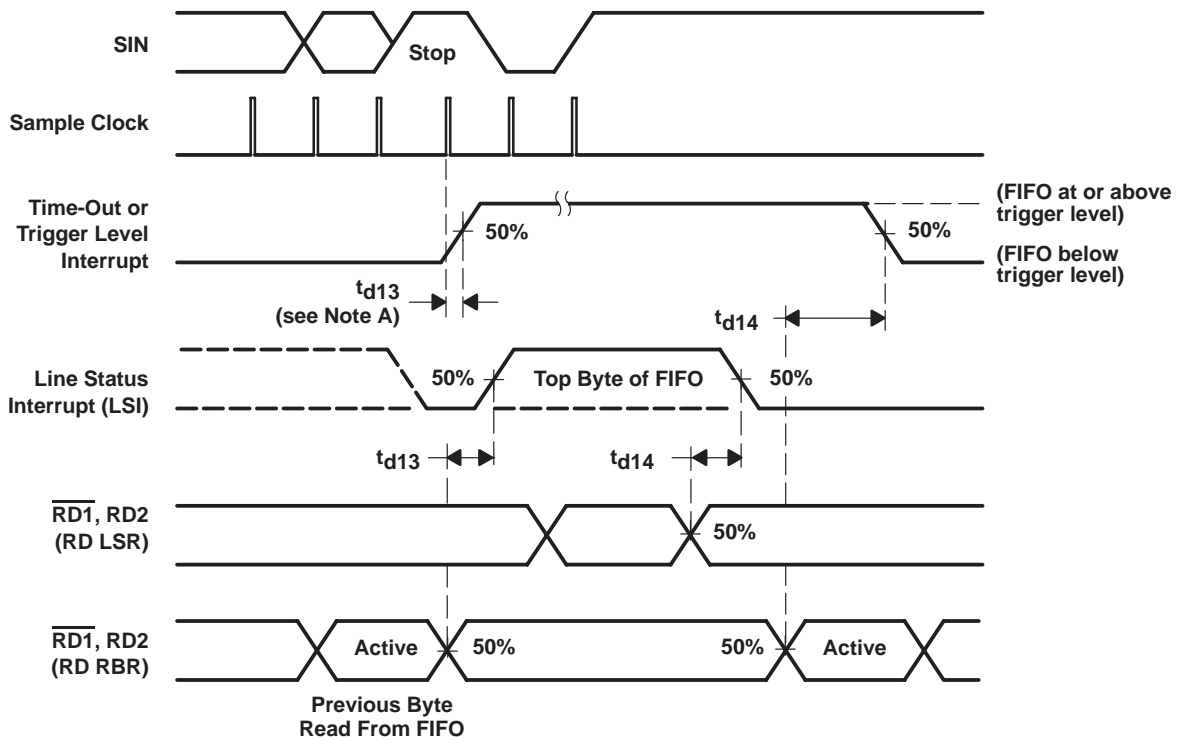 SIN
Stop
Sample Clock
Time-Out or
Trigger Level
Interrupt
50%
50%
(FIFO at or above
trigger level)
(FIFO below
trigger level)
td13
(see Note A)
td14
Line Status
Interrupt (LSI)
50%
Top Byte of FIFO
50%
td13
td14
RD1, RD2
(RD LSR)
50%
RD1, RD2
(RD RBR)
Active
50%
50%
Active
Previous Byte
Read From FIFO